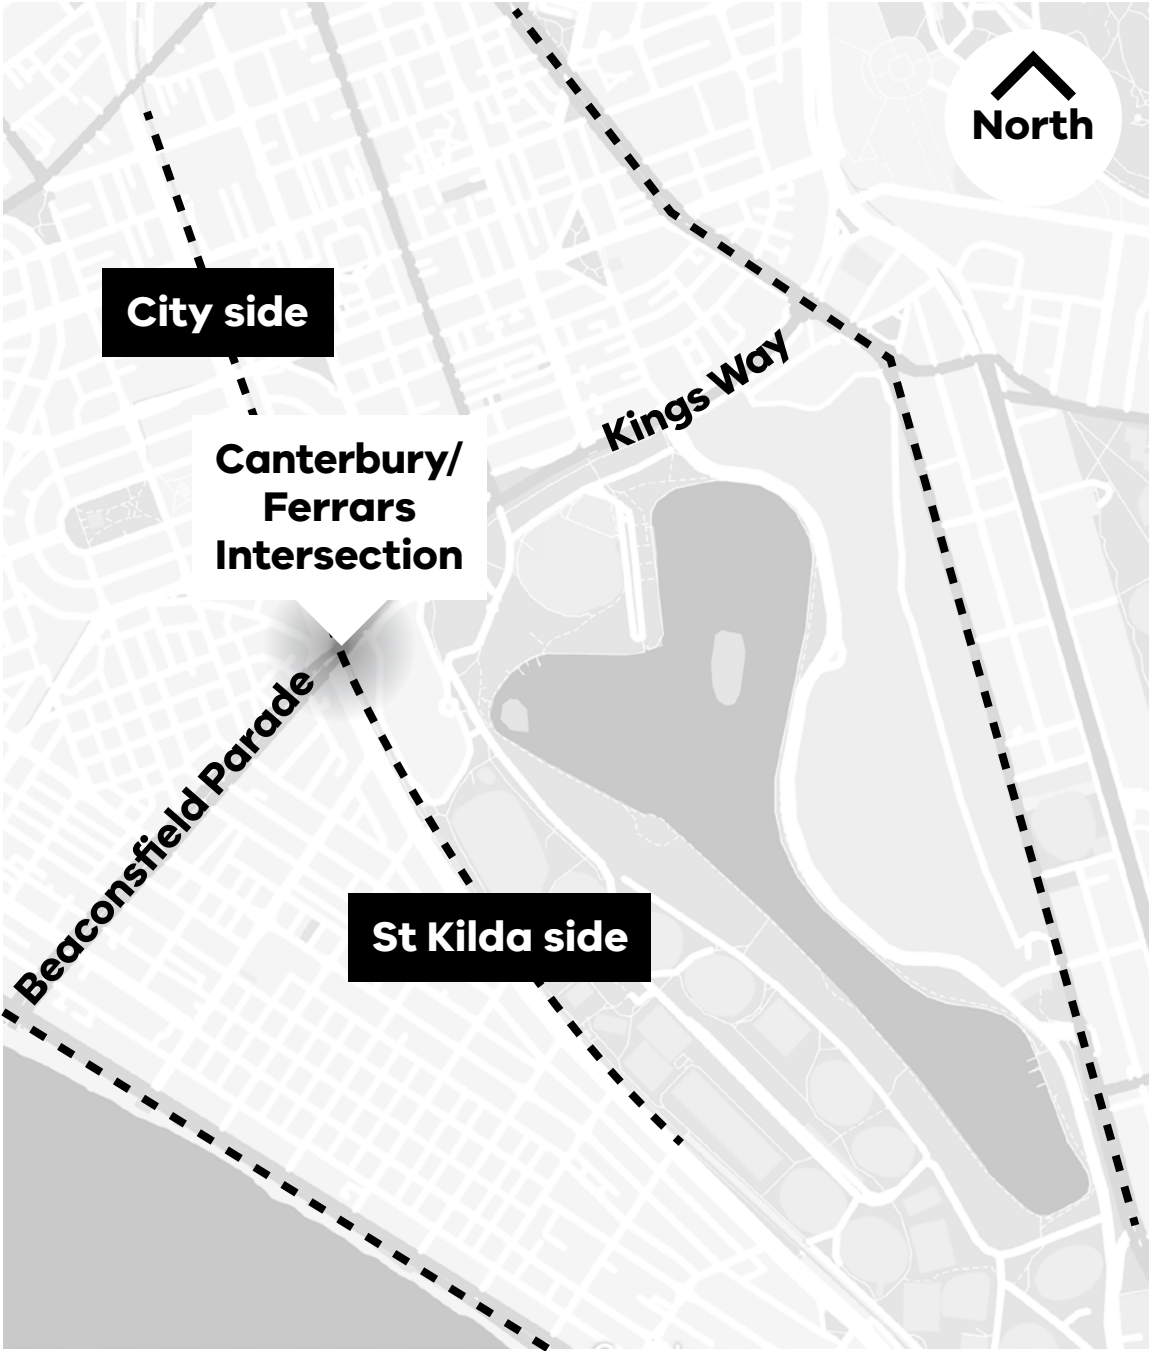 North
City side
Kings Way
Canterbury/
Ferrars
Intersection
Beaconsfield Parade
St Kilda side